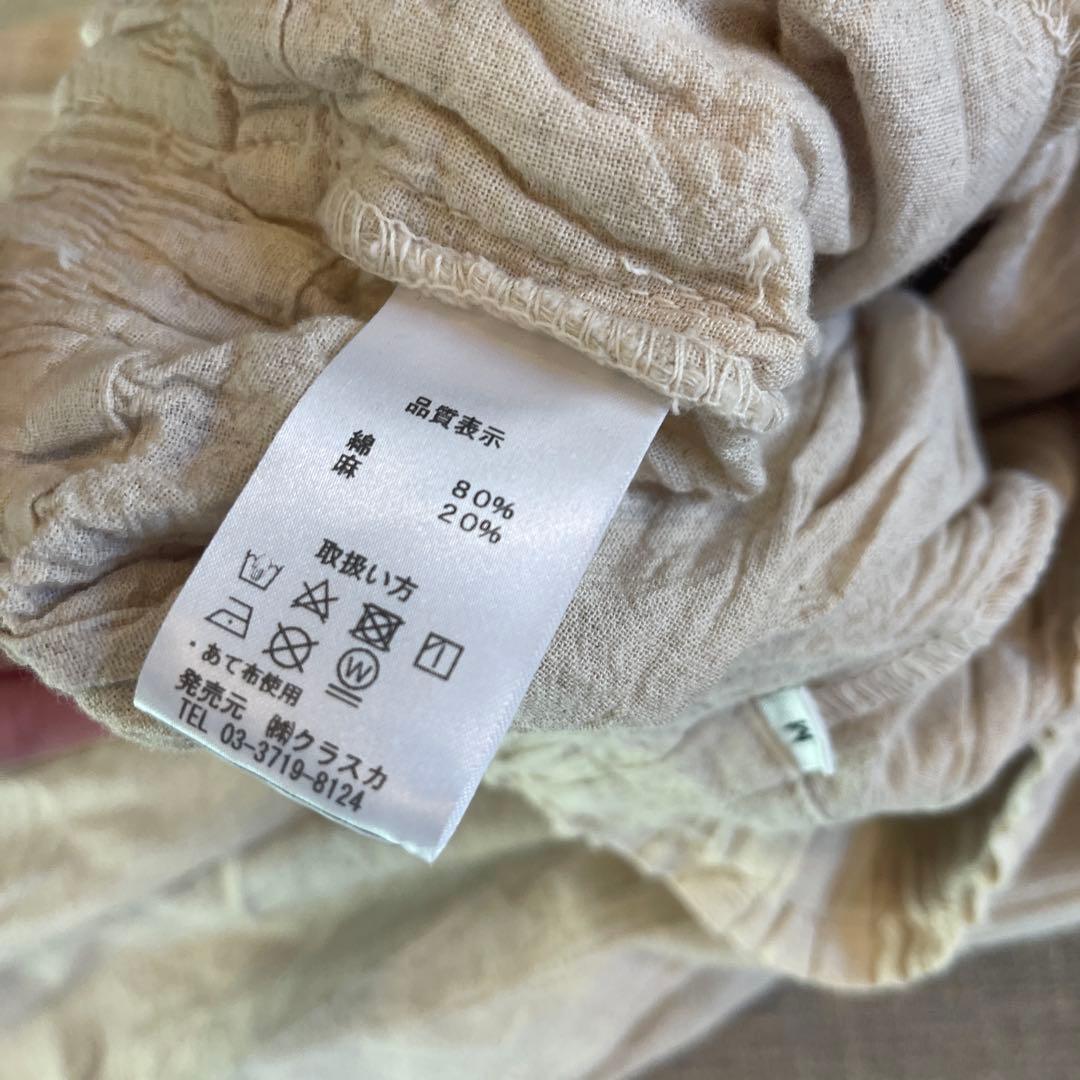 品質表示
綿 80%
麻 20%
取扱い方
W
・あて布使用
発売元 ㈱クラスカ
TEL 03-3719-8124
M